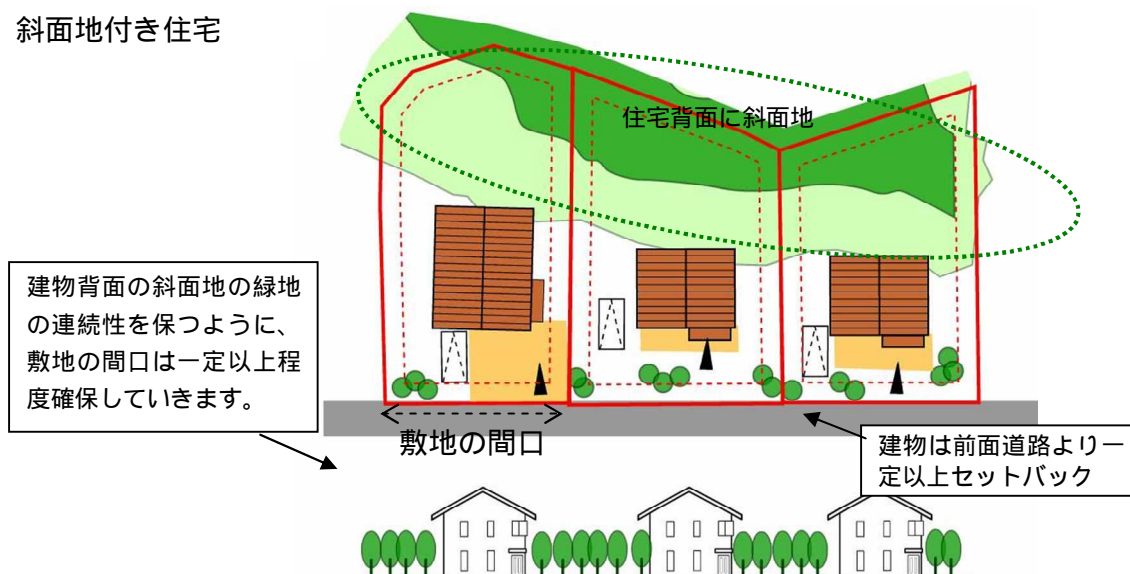 斜面地付き住宅
住宅背面に斜面地
建物背面の斜面地の緑地
の連続性を保つように、
敷地の間口は一定以上程
度確保していきます。
敷地の間口
建物は前面道路より一
定以上セットバック